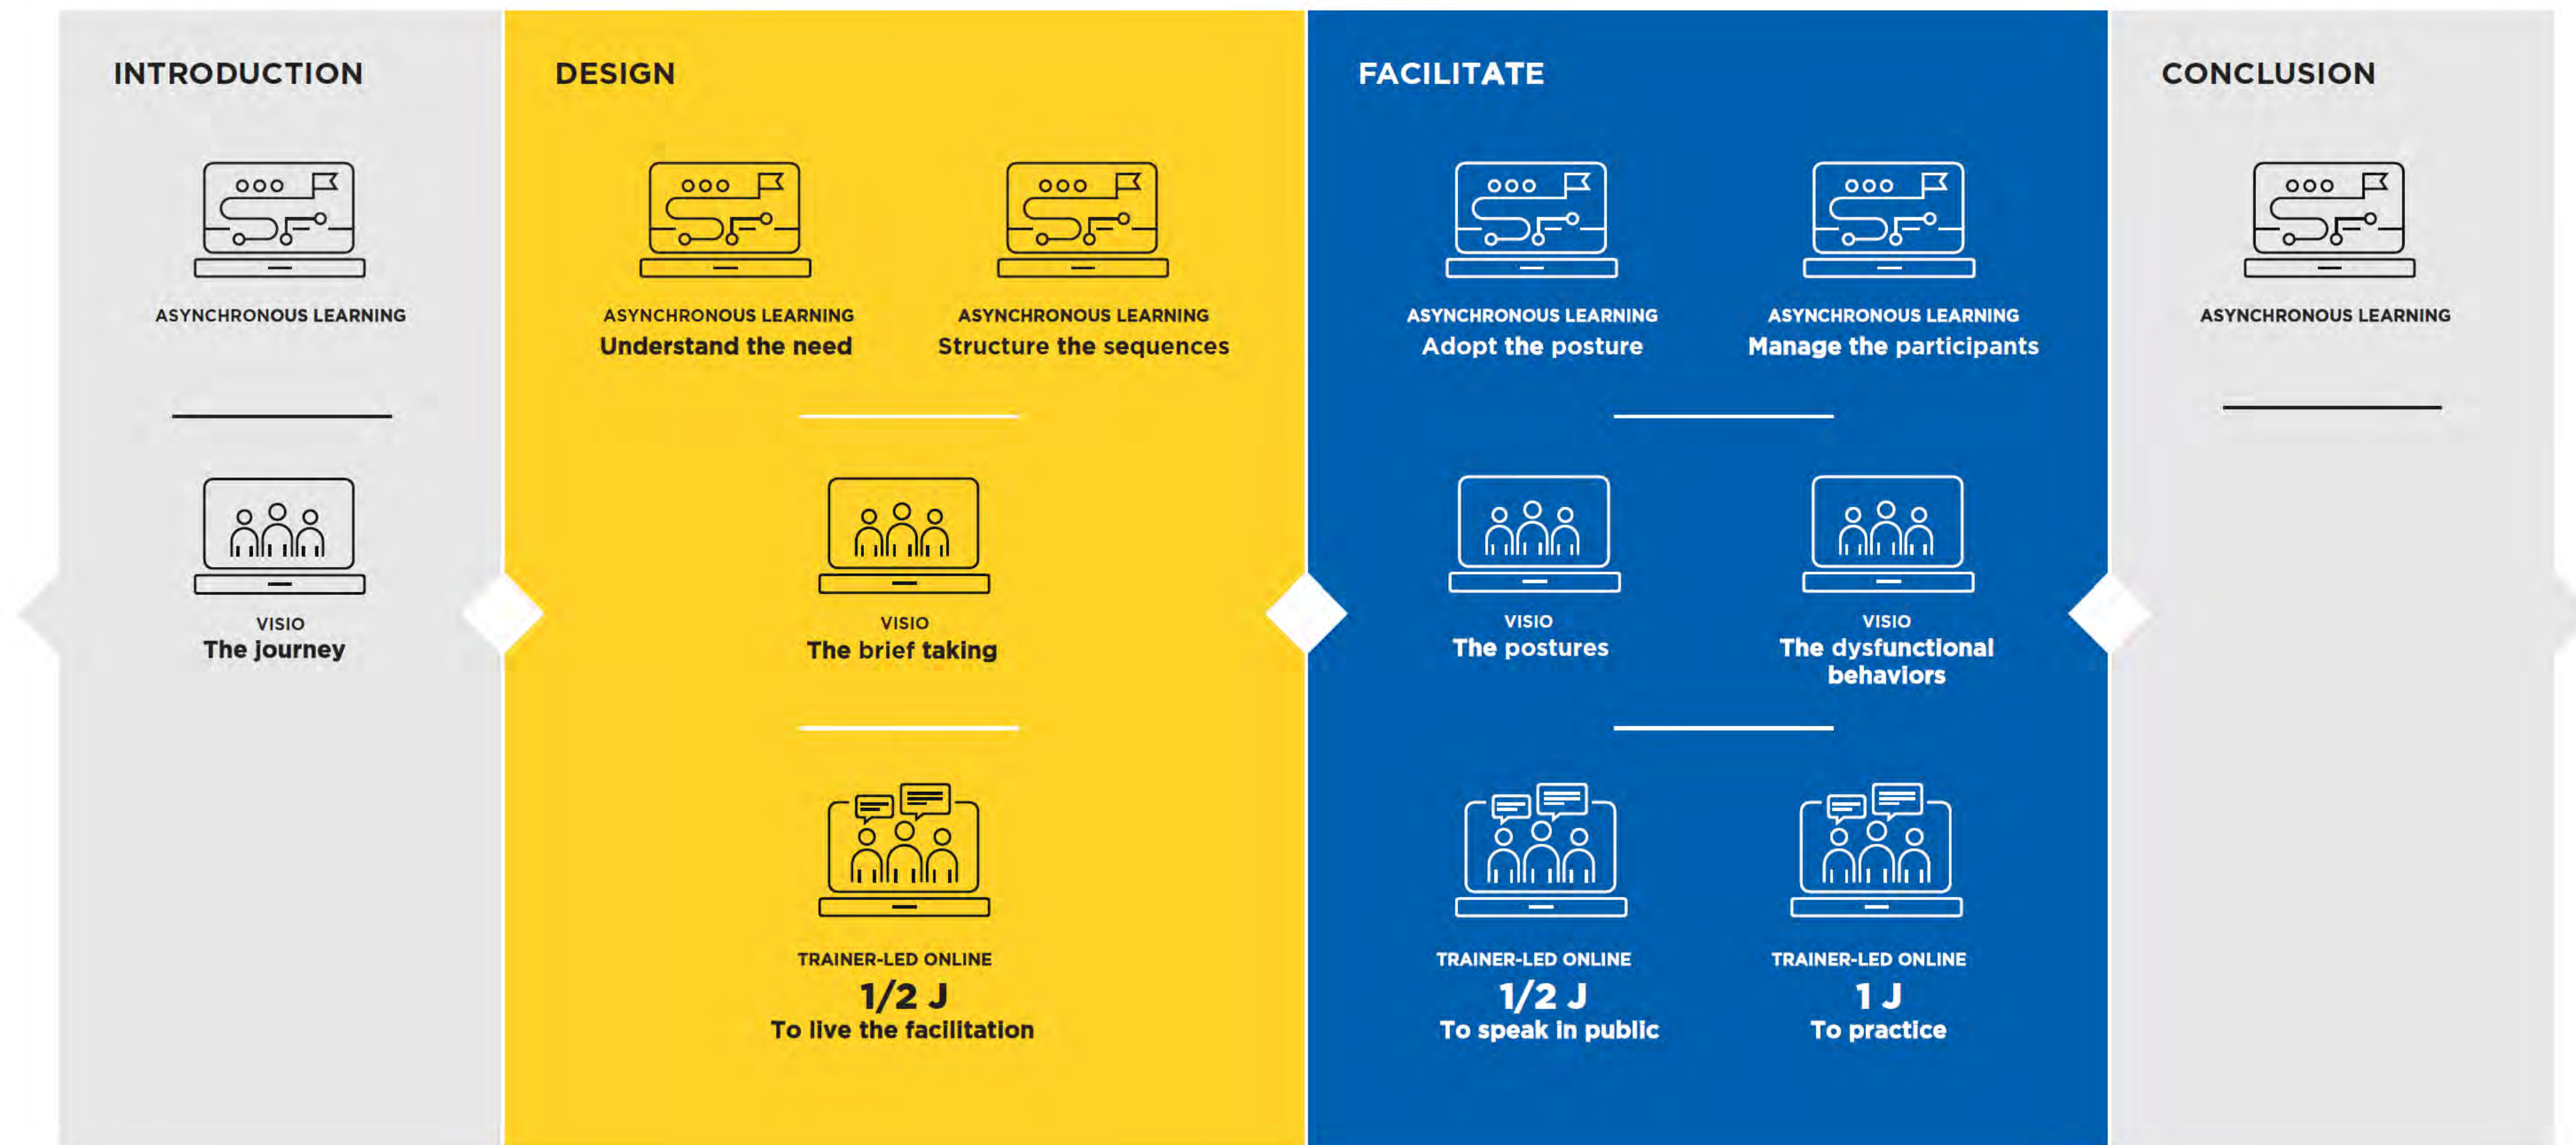 INTRODUCTION
ASYNCHRONOUS LEARNING
VISIO
The journey
DESIGN
ASYNCHRONOUS LEARNING
Understand the need
ASYNCHRONOUS LEARNING
Structure the sequences
VISIO
The brief taking
TRAINER-LED ONLINE
1/2 J
To live the facilitation
FACILITATE
ASYNCHRONOUS LEARNING
Adopt the posture
ASYNCHRONOUS LEARNING
Manage the participants
VISIO
The postures
VISIO
The dysfunctional
behaviors
TRAINER-LED ONLINE
1/2 J
To speak in public
TRAINER-LED ONLINE
1 J
To practice
CONCLUSION
ASYNCHRONOUS LEARNING